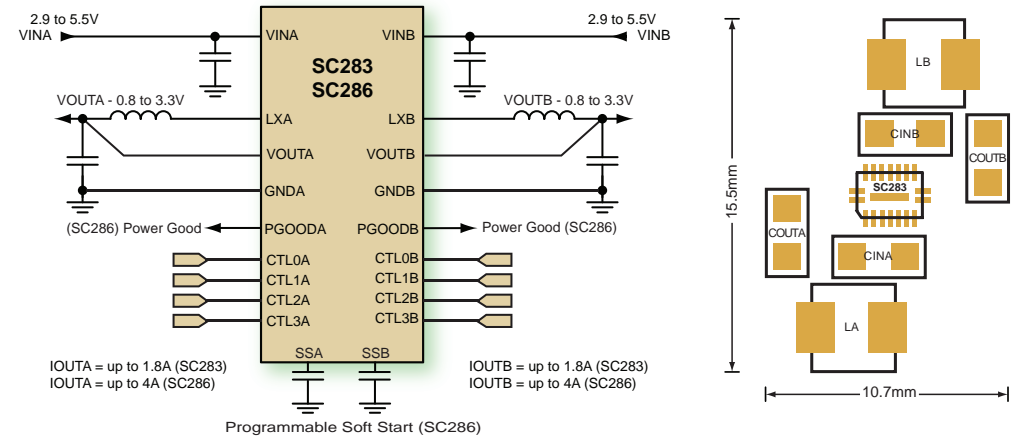 2.9 to 5.5V
VINA
VINA
VINB
2.9 to 5.5V
VINB
SC283
SC286
VOUTA - 0.8 to 3.3V
VOUTB - 0.8 to 3.3V
LXA
LXB
VOUTA
VOUTB
GNDA
GNDB
(SC286) Power Good
PGOODA
PGOODB
Power Good (SC286)
CTL0A
CTL0B
CTL1A
CTL1B
CTL2A
CTL2B
CTL3A
CTL3B
SSA
SSB
IOUTA = up to 1.8A (SC283)
IOUTA = up to 4A (SC286)
IOUTB = up to 1.8A (SC283)
IOUTB = up to 4A (SC286)
Programmable Soft Start (SC286)
LB
CINB
COUTB
SC283
COUTA
CINA
LA
15.5mm
10.7mm